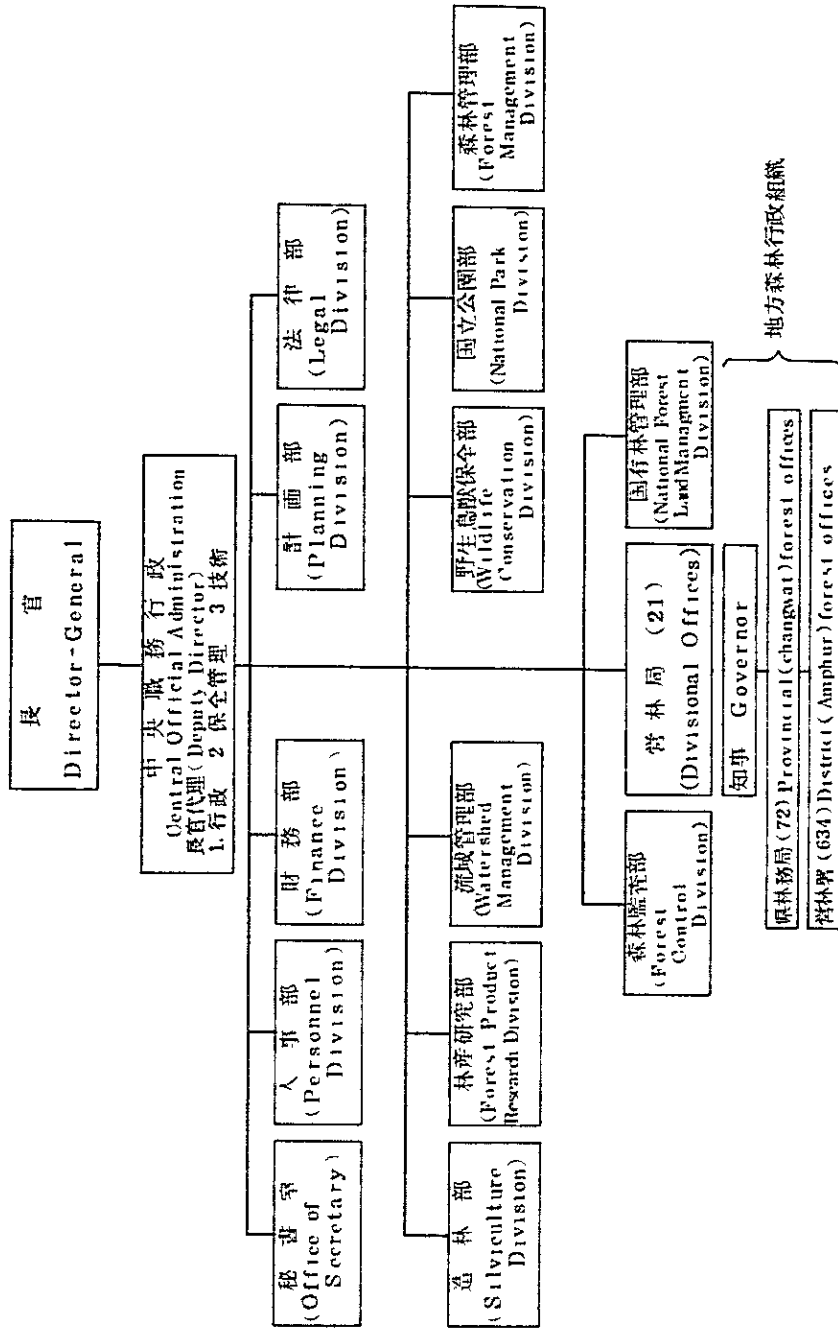 長官
Director-General
中央職務行政
Central Official Administration
長官代理(Deputy Director)
1.行政 2 保全管理 3 技術
秘書室
(Office of
Secretary)
人事部
(Personnel
Division)
財務部
(Finance
Division)
計画部
(Planning
Division)
法律部
(Legal
Division)
造林部
(Silviculture
Division)
林産研究部
(Forest Product
Research Division)
流域管理部
(Watershed
Management
Division)
野生鳥獣保全部
(Wildlife
Conservation
Division)
国立公園部
(National Park
Division)
森林管理部
(Forest
Management
Division)
森林監査部
(Forest
Control
Division)
営林局 (21)
(Divisional Offices)
国有林管理部
(National Forest
Land Managment
Division)
知事 Governor
県林務局(72)Provincial(changwat)forest offices
営林署(634)District(Amphur)forest offices
地方森林行政組織